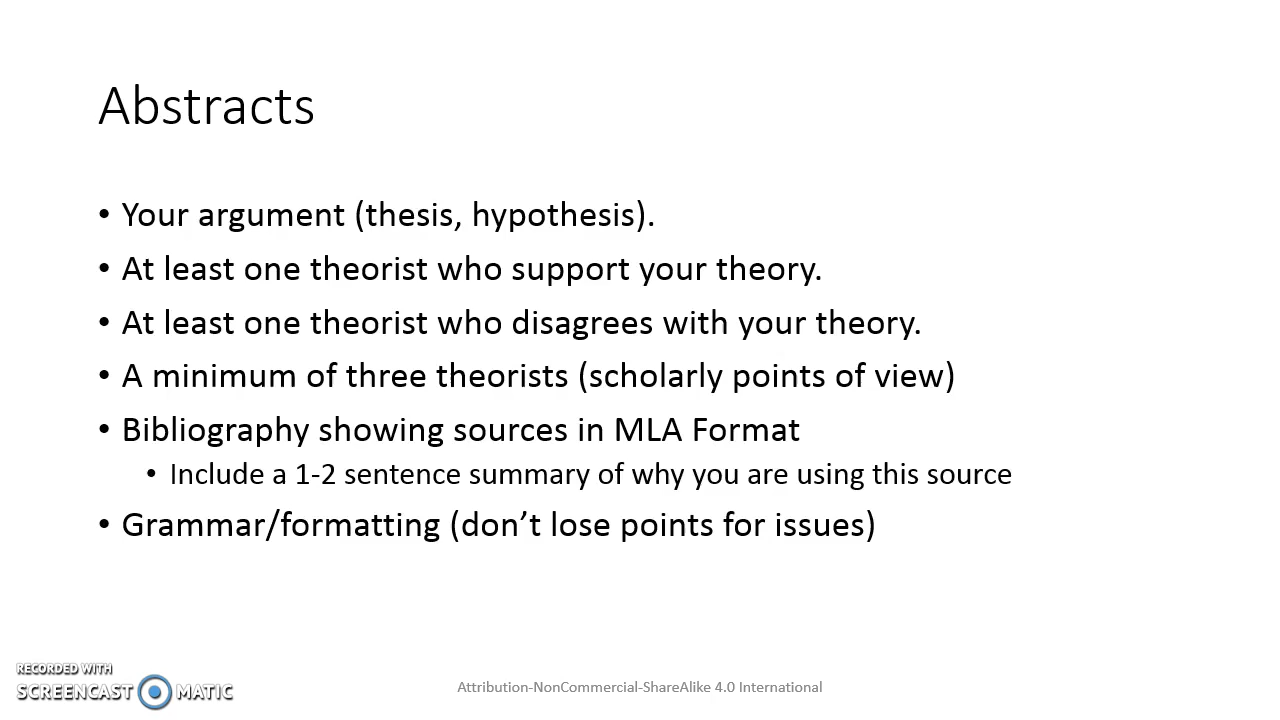 Abstracts
• Your argument (thesis, hypothesis).
• At least one theorist who support your theory.
• At least one theorist who disagrees with your theory.
• A minimum of three theorists (scholarly points of view)
• Bibliography showing sources in MLA Format
• Include a 1-2 sentence summary of why you are using this source
• Grammar/formatting (don’t lose points for issues)
RECORDED WITH
SCREENCAST MATIC
Attribution-NonCommercial-ShareAlike 4.0 International